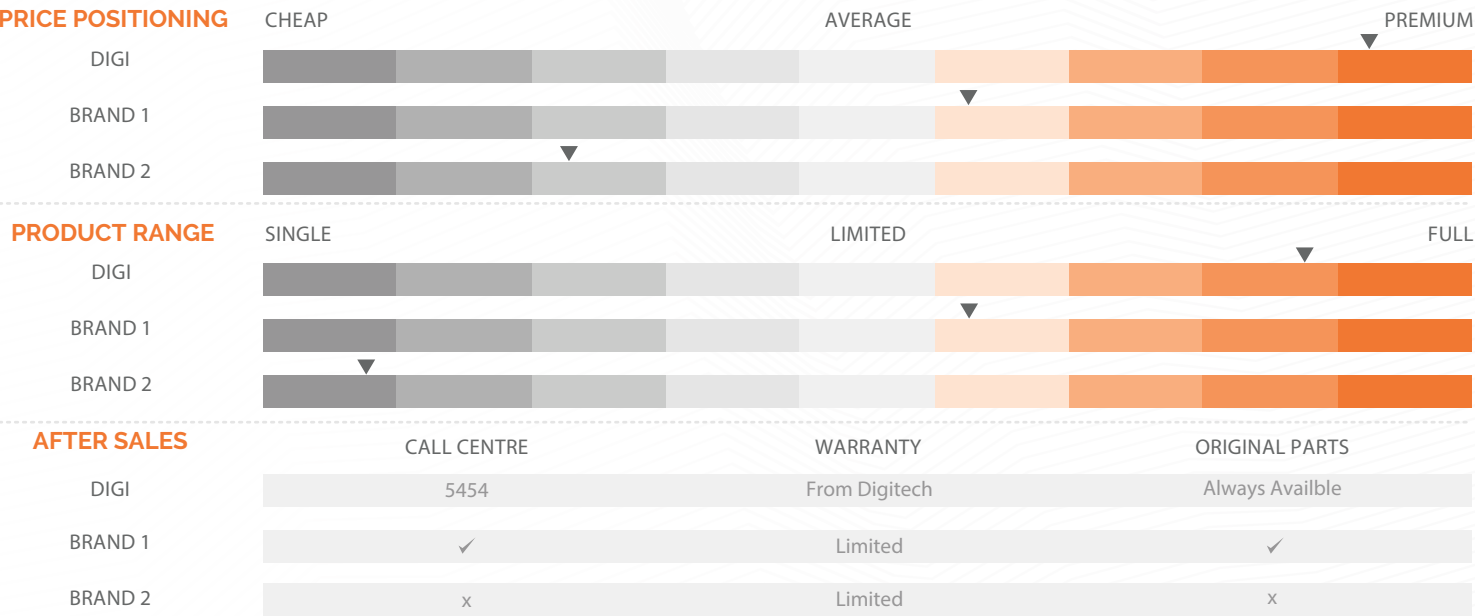 PRICE POSITIONING CHEAP AVERAGE PREMIUM
DIGI
BRAND 1
BRAND 2
PRODUCT RANGE SINGLE LIMITED FULL
DIGI
BRAND 1
BRAND 2
AFTER SALES CALL CENTRE WARRANTY ORIGINAL PARTS
DIGI 5454 From Digitech Always Availble
BRAND 1 ✓ Limited ✓
BRAND 2 x Limited x